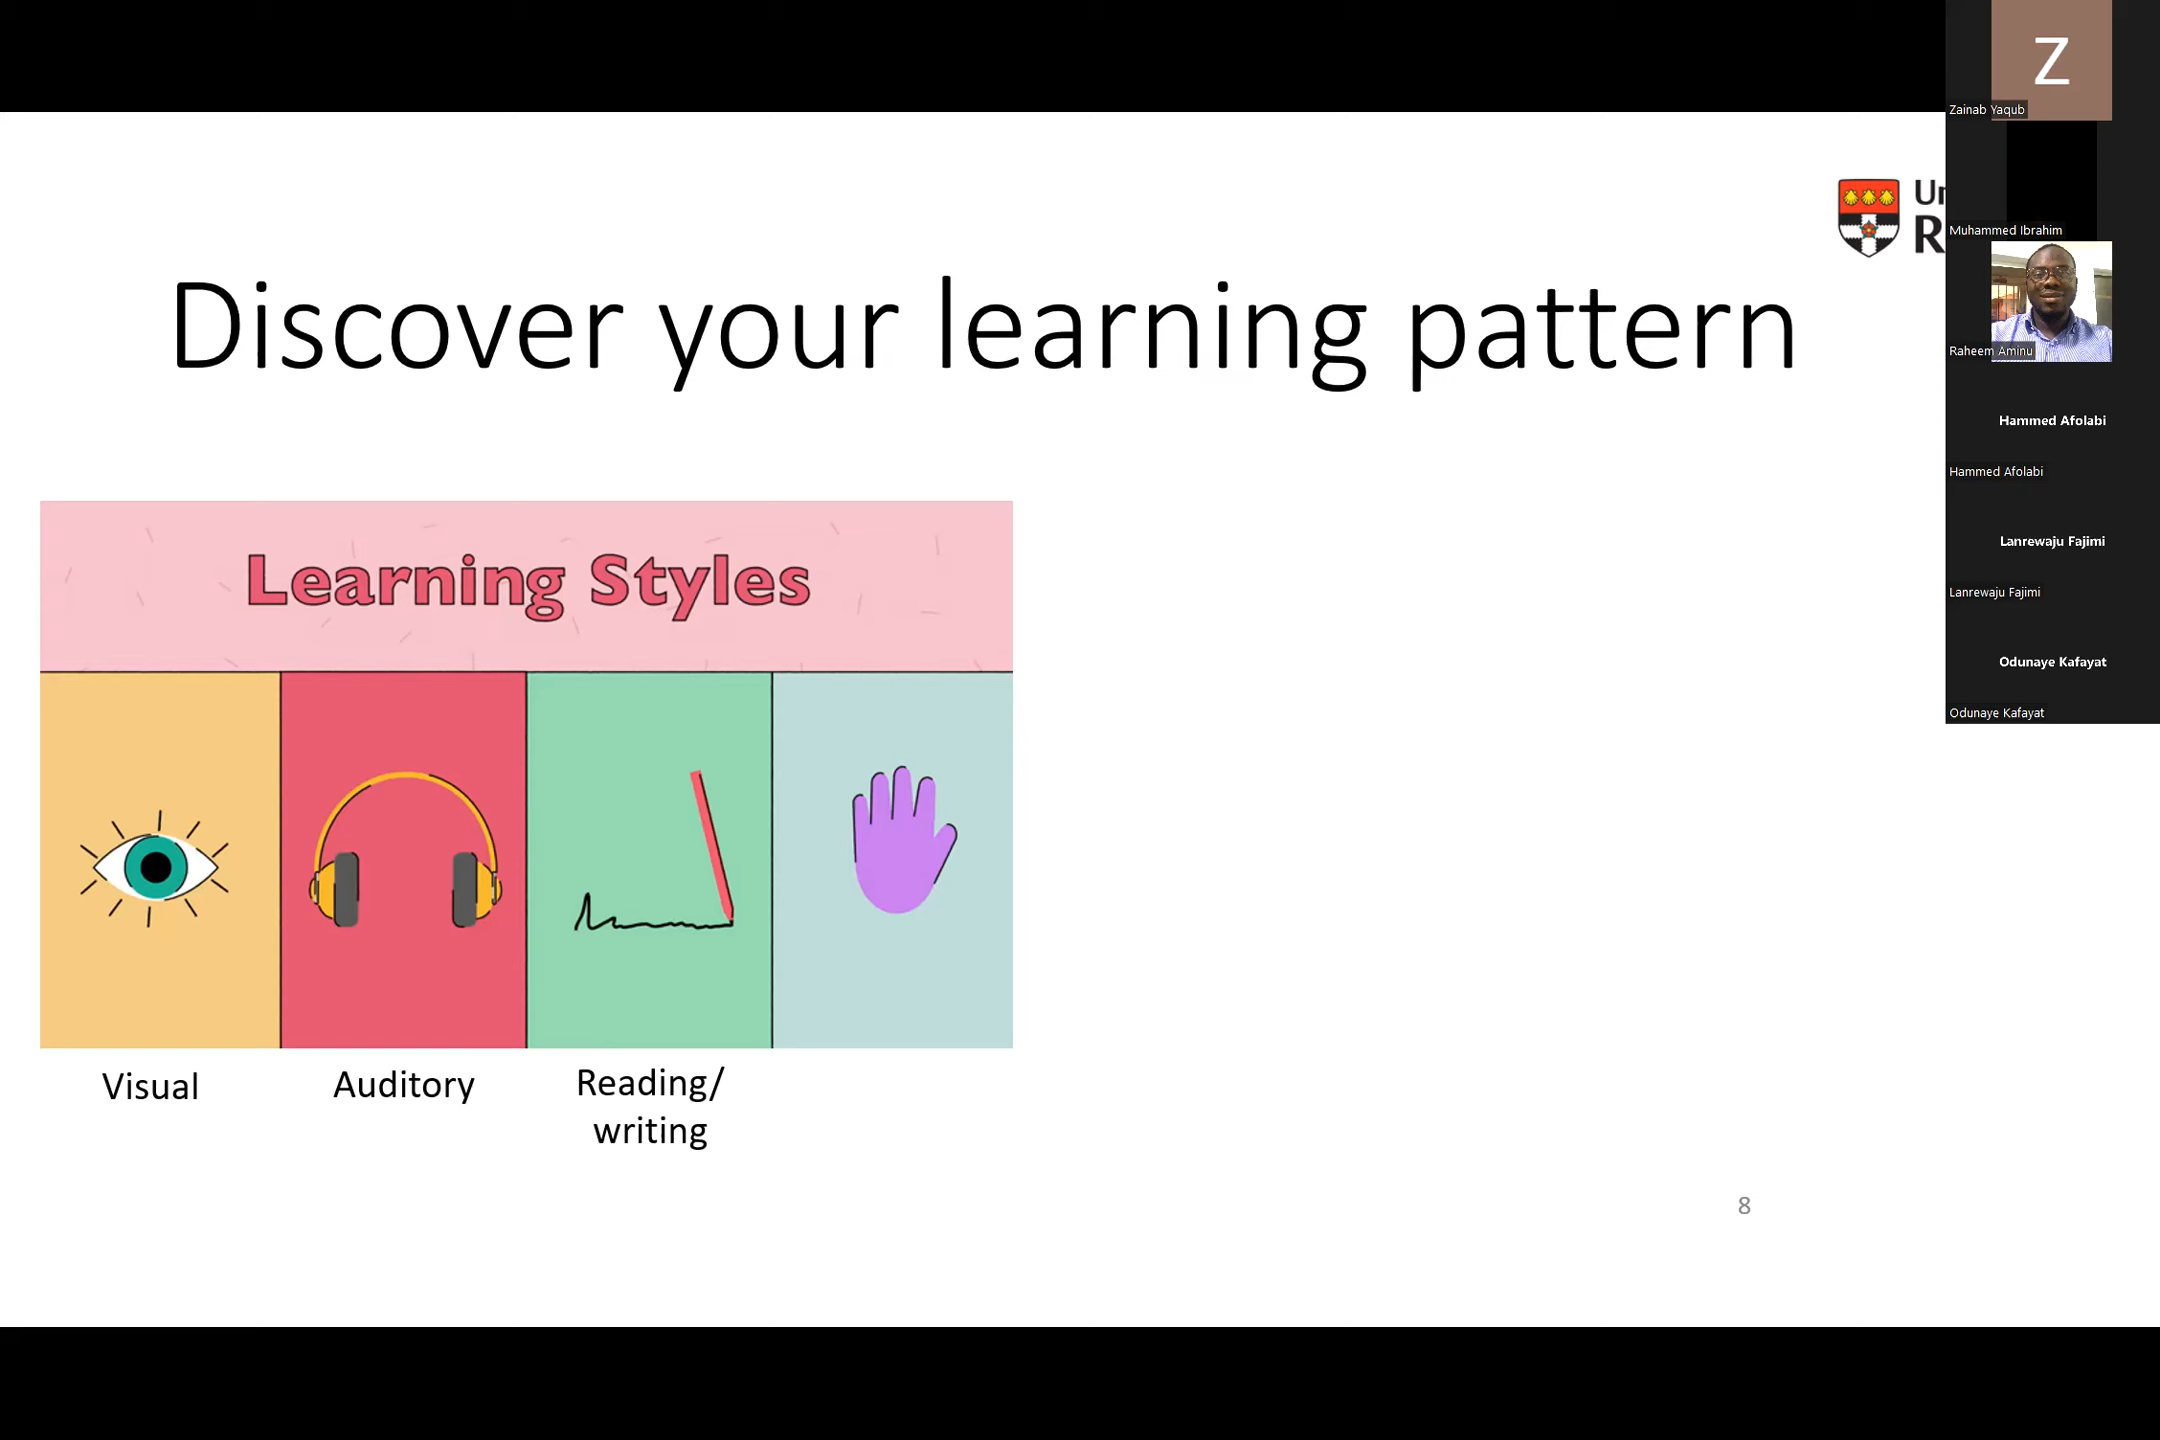 Discover your learning pattern
Learning Styles
Visual
Auditory
Reading/
writing
8
Un
R
Z
Zainab Yaqub
Muhammed Ibrahim
Raheem Aminu
Hammed Afolabi
Hammed Afolabi
Lanrewaju Fajimi
Lanrewaju Fajimi
Odunaye Kafayat
Odunaye Kafayat